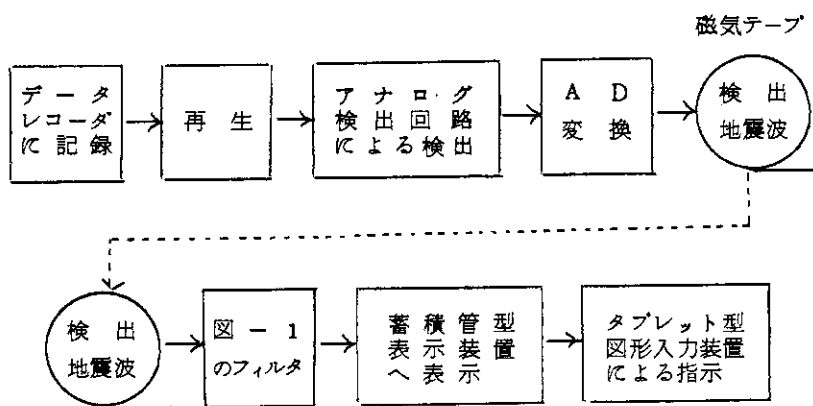 磁気テープ
データ
レコーダ
に記録
再生
アナログ
検出回路
による検出
AD
変換
検出
地震波
検出
地震波
図-1
のフィルタ
蓄積管型
表示装置
へ表示
タブレット型
図形入力装置
による指示